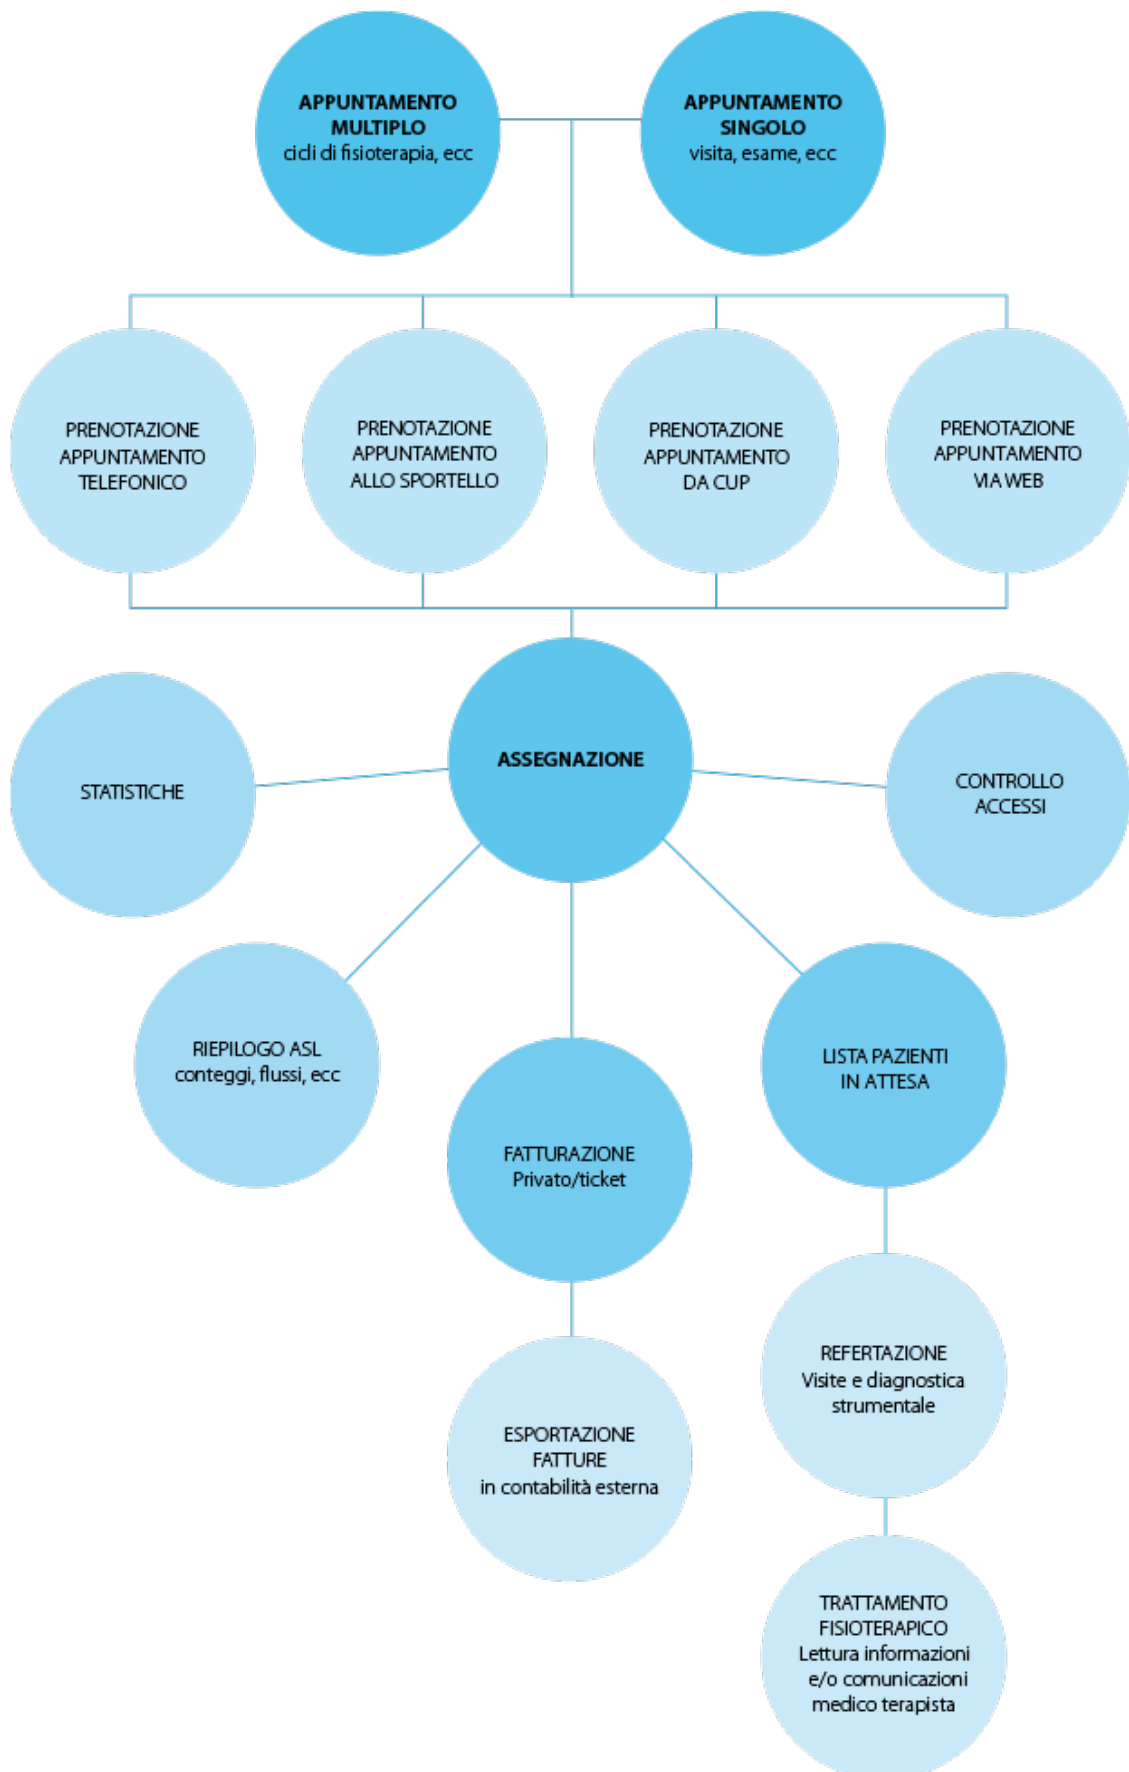 APPUNTAMENTO
MULTIPLO
cicli di fisioterapia, ecc
APPUNTAMENTO
SINGOLO
visita, esame, ecc
PRENOTAZIONE
APPUNTAMENTO
TELEFONICO
PRENOTAZIONE
APPUNTAMENTO
ALLO SPORTELLO
PRENOTAZIONE
APPUNTAMENTO
DA CUP
PRENOTAZIONE
APPUNTAMENTO
VIA WEB
ASSEGNAZIONE
STATISTICHE
CONTROLLO
ACCESSI
RIEPILOGO ASL
conteggi, flussi, ecc
LISTA PAZIENTI
IN ATTESA
FATTURAZIONE
Privato/ticket
REFERTAZIONE
Visite e diagnostica
strumentale
ESPORTAZIONE
FATTURE
in contabilità esterna
TRATTAMENTO
FISIOTERAPICO
Lettura informazioni
e/o comunicazioni
medico terapista